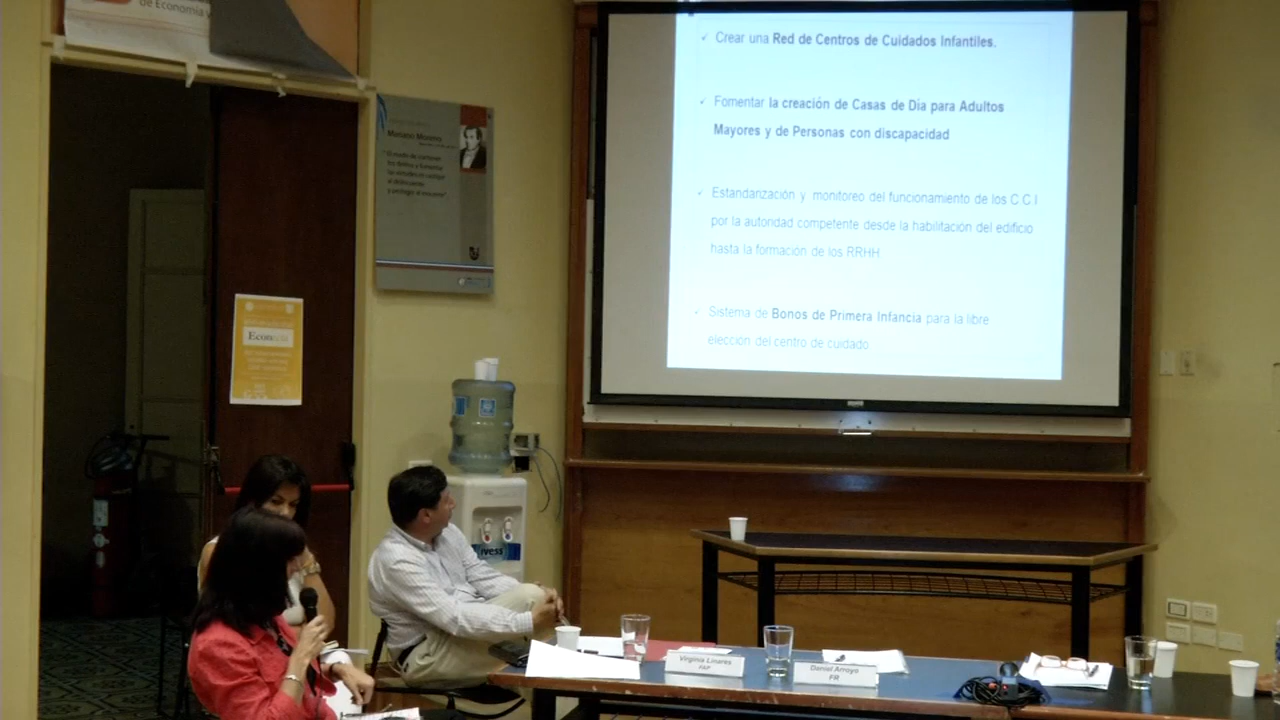 de Economía y
✓ Crear una Red de Centros de Cuidados Infantiles.
✓ Fomentar la creación de Casas de Día para Adultos
Mayores y de Personas con discapacidad
✓ Estandarización y monitoreo del funcionamiento de los C C I
por la autoridad competente desde la habilitación del edificio
hasta la formación de los RRHH
✓ Sistema de Bonos de Primera Infancia para la libre
elección del centro de cuidado
Mariano Moreno
Econ
ivess
Virginia Linares
PAP
Daniel Arroyo
FR